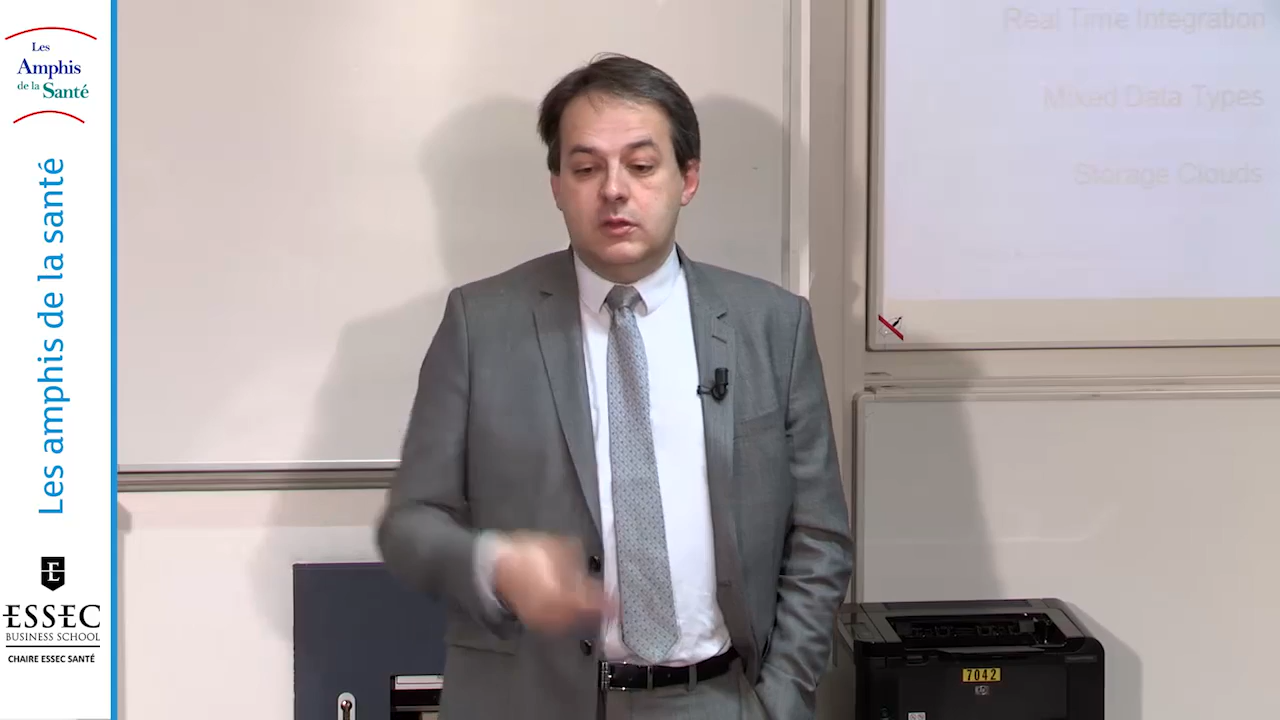 Les
Amphis
de la Santé
Les amphis de la santé
E
ESSEC
BUSINESS SCHOOL
CHAIRE ESSEC SANTÉ
Real Time Integration
Mixed Data Types
Storage Clouds
7042
hp